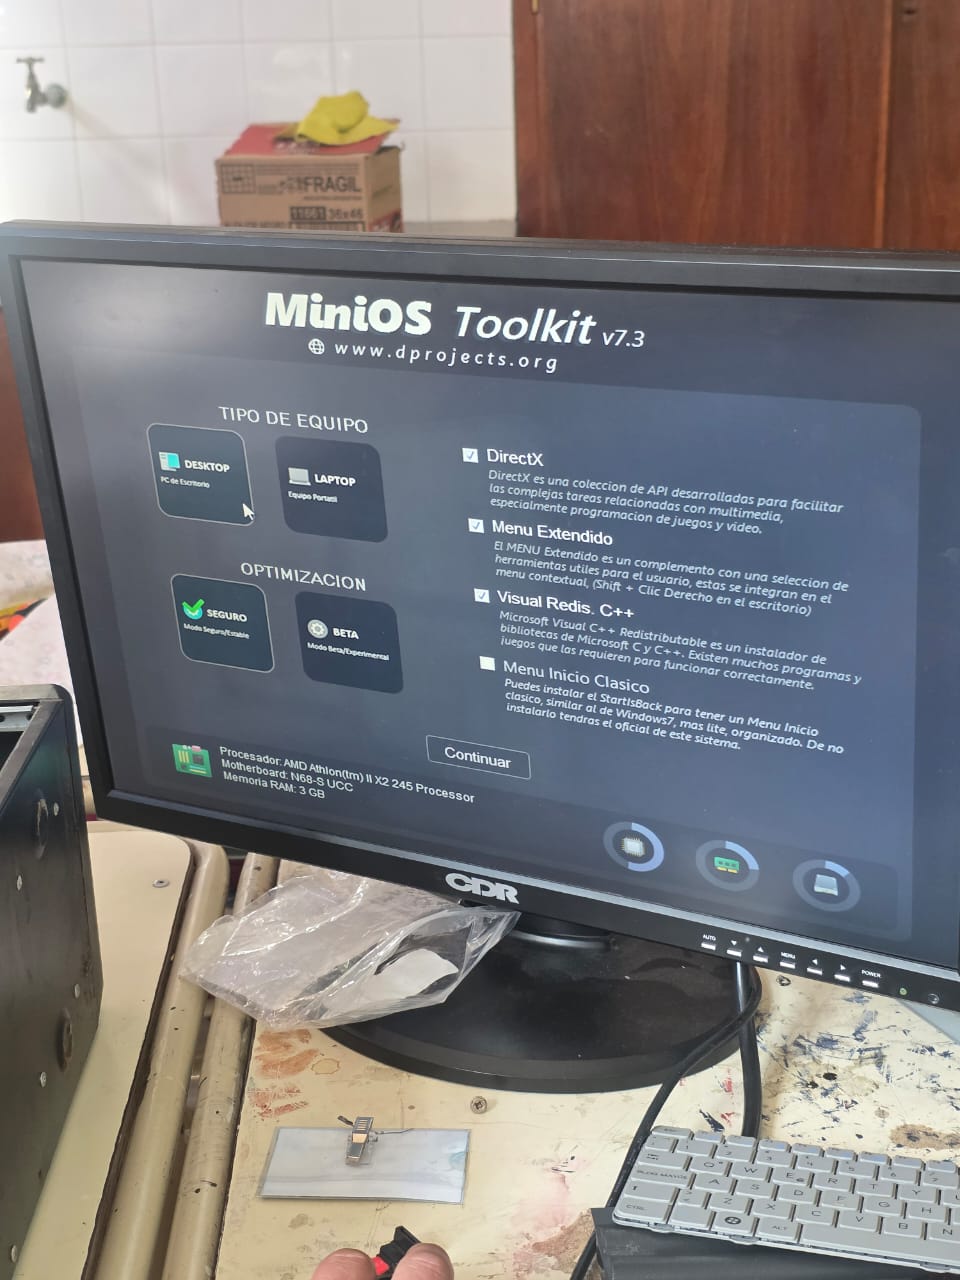 FRAGIL
11661 36x46
MiniOS Toolkit v7.3
www.dprojects.org
TIPO DE EQUIPO
DESKTOP
PC de Escritorio
LAPTOP
Equipo Portatil
OPTIMIZACION
SEGURO
Modo Seguro/Estable
BETA
Modo Beta/Experimental
DirectX
DirectX es una coleccion de API desarrolladas para facilitar
las complejas tareas relacionadas con multimedia,
especialmente programacion de juegos y video.
Menu Extendido
El MENU Extendido es un complemento con una seleccion de
herramientas utiles para el usuario, estas se integran en el
menu contextual, (Shift + Clic Derecho en el escritorio)
Visual Redis. C++
Microsoft Visual C++ Redistributable es un instalador de
bibliotecas de Microsoft C y C++. Existen muchos programas y
juegos que las requieren para funcionar correctamente.
Menu Inicio Clasico
Puedes instalar el StartIsBack para tener un Menu Inicio
clasico, similar al de Windows7, mas lite, organizado. De no
instalarlo tendras el oficial de este sistema.
Continuar
Procesador: AMD Athlon(tm) II X2 245 Processor
Motherboard: N68-S UCC
Memoria RAM: 3 GB
CDR
AUTO
MENU
POWER
Q W E R T Y U
BLOQ MAYÚS A S D F G H J
Z X C V B N
CTRL
ALT